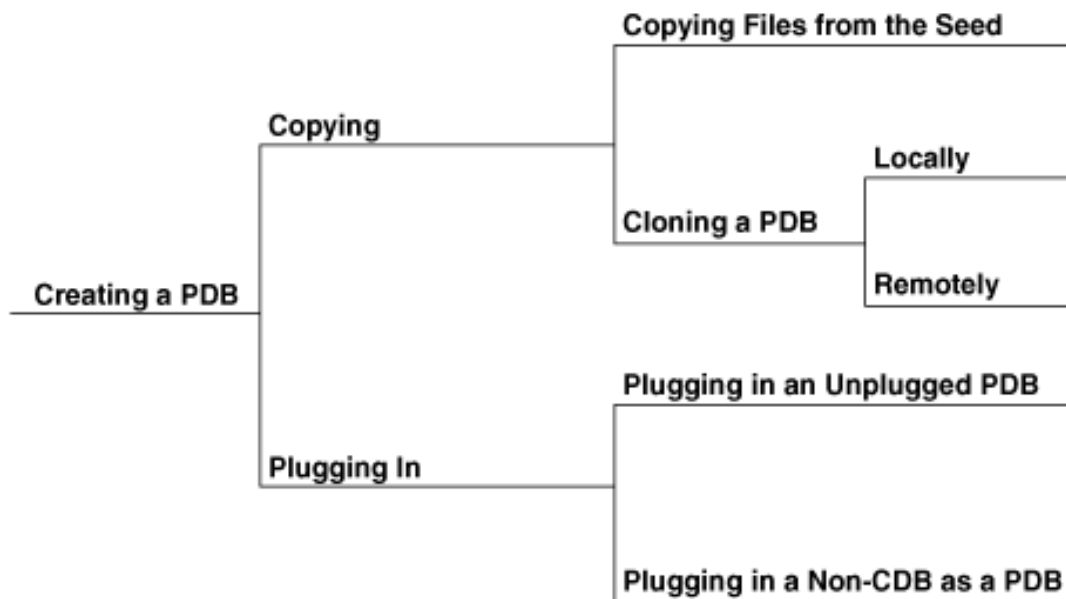 Copying Files from the Seed
Copying
Locally
Cloning a PDB
Remotely
Creating a PDB
Plugging in an Unplugged PDB
Plugging In
Plugging in a Non-CDB as a PDB